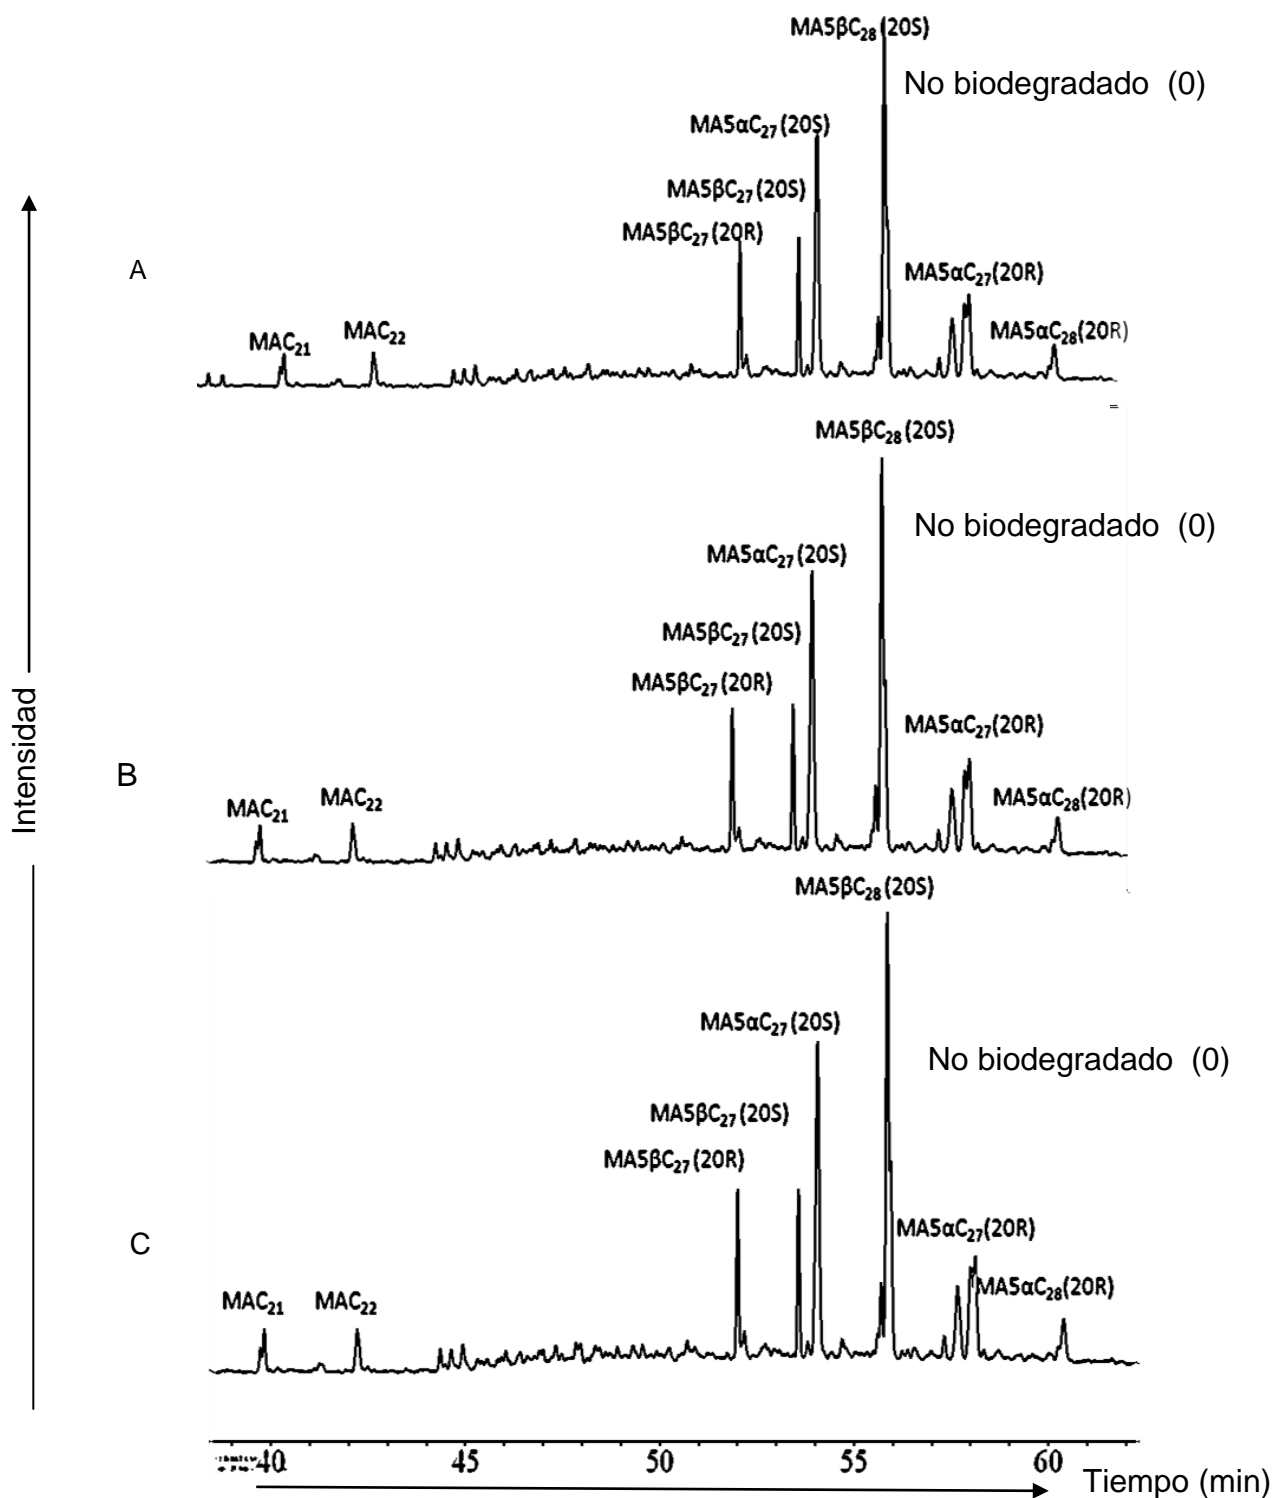 MA5βC₂₈(20S)
No biodegradado (0)
MA5αC₂₇(20S)
MA5βC₂₇(20S)
MA5βC₂₇(20R)
A
MA5αC₂₇(20R)
MAC₂₁
MAC₂₂
MA5αC₂₈(20R)
MA5βC₂₈(20S)
No biodegradado (0)
MA5αC₂₇(20S)
MA5βC₂₇(20S)
MA5βC₂₇(20R)
MA5αC₂₇(20R)
Intensidad
B
MAC₂₁
MAC₂₂
MA5αC₂₈(20R)
MA5βC₂₈(20S)
MA5αC₂₇(20S)
No biodegradado (0)
MA5βC₂₇(20S)
MA5βC₂₇(20R)
C
MA5αC₂₇(20R)
MAC₂₁
MAC₂₂
MA5αC₂₈(20R)
40 45 50 55 60
Tiempo (min)